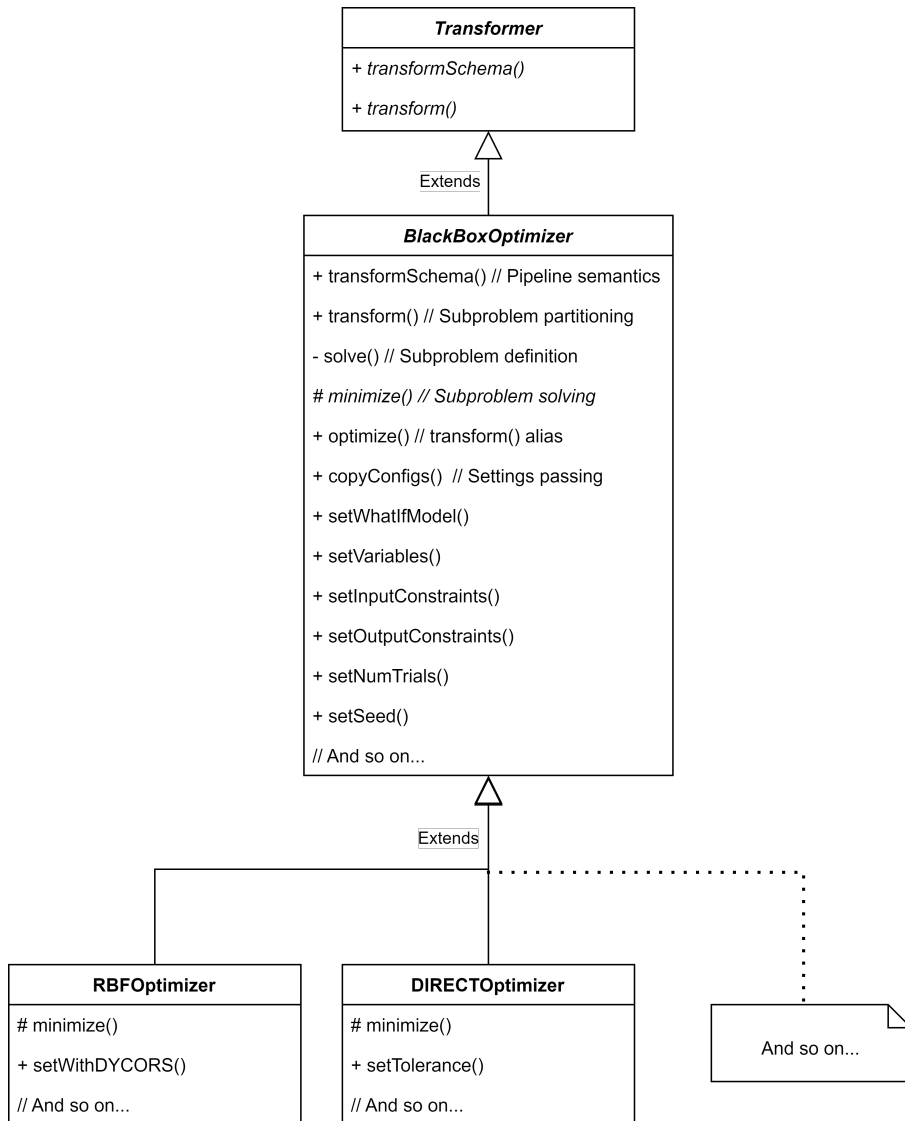 Transformer
+ transformSchema()
+ transform()
Extends
BlackBoxOptimizer
+ transformSchema() // Pipeline semantics
+ transform() // Subproblem partitioning
- solve() // Subproblem definition
# minimize() // Subproblem solving
+ optimize() // transform() alias
+ copyConfigs() // Settings passing
+ setWhatIfModel()
+ setVariables()
+ setInputConstraints()
+ setOutputConstraints()
+ setNumTrials()
+ setSeed()
// And so on...
Extends
RBFOptimizer
# minimize()
+ setWithDYCORS()
// And so on...
DIRECTOptimizer
# minimize()
+ setTolerance()
// And so on...
And so on...